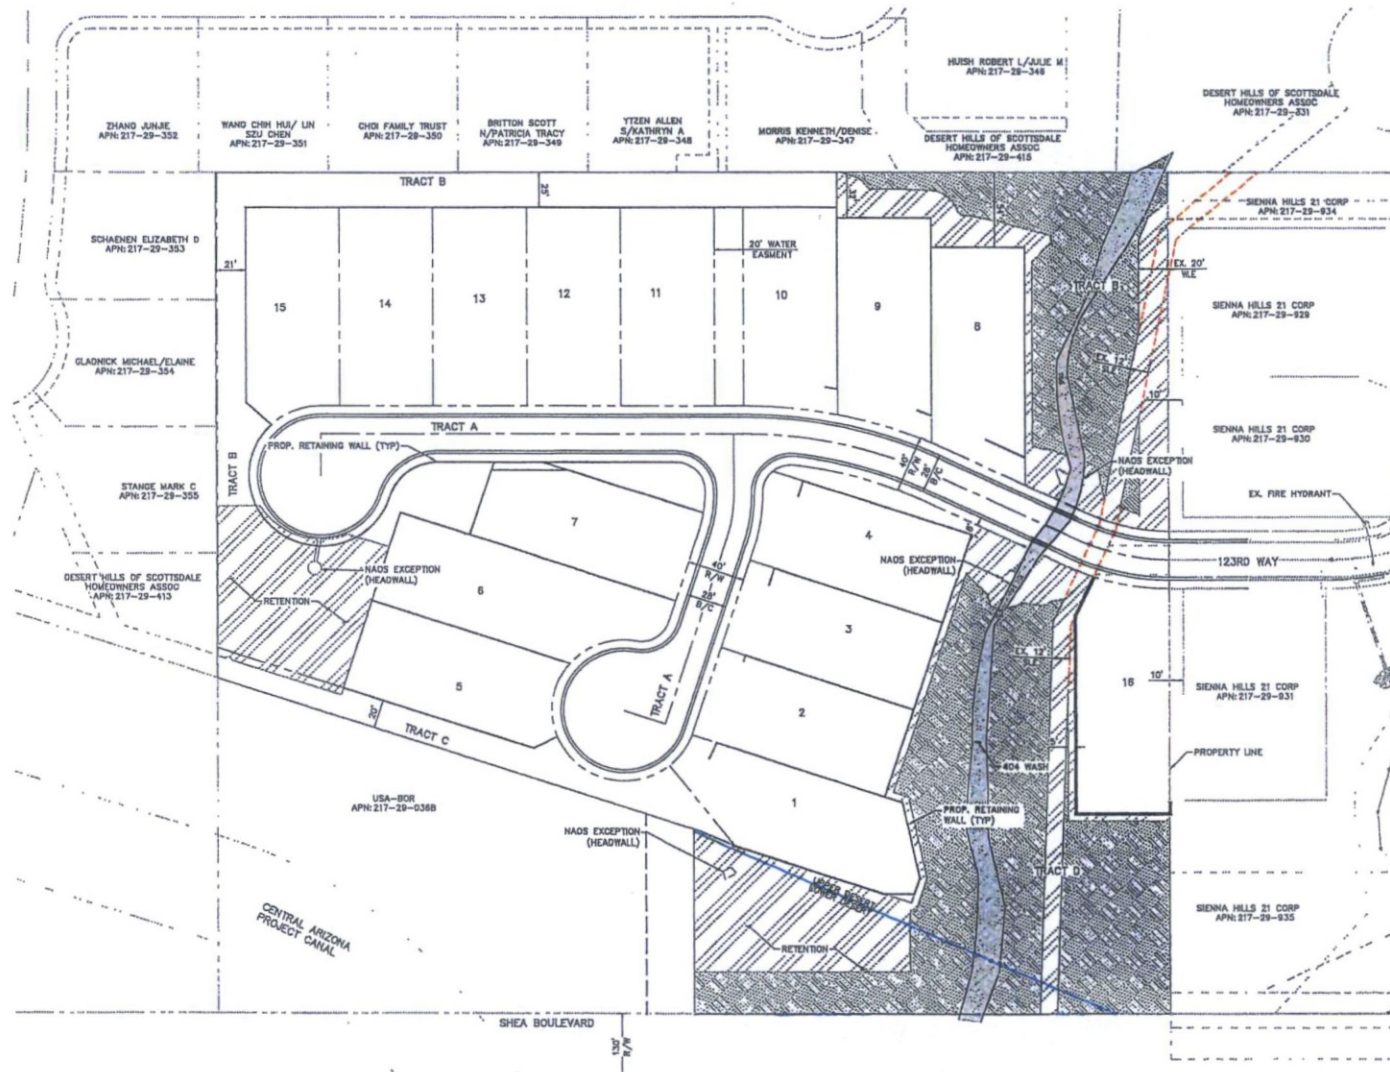 HUISH ROBERT L/JULIE M
APN: 217-29-346
DESERT HILLS OF SCOTTSDALE
HOMEOWNERS ASSOC
APN: 217-29-331
ZHANG JUNJIE
APN: 217-29-352
WANG CHIH HUI/ LIN
SZU CHEN
APN: 217-29-351
CHOI FAMILY TRUST
APN: 217-29-350
BRITTON SCOTT
N/PATRICIA TRACY
APN: 217-29-349
YTZEN ALLEN
S/KATHRYN A
APN: 217-29-348
MORRIS KENNETH/DENISE
APN: 217-29-347
DESERT HILLS OF SCOTTSDALE
HOMEOWNERS ASSOC
APN: 217-29-415
TRACT B
25'
SIENNA HILLS 21 CORP
APN: 217-29-934
SCHAENEN ELIZABETH D
APN: 217-29-353
21'
20' WATER
EASMENT
EX. 20'
WLE
TRACT B
15
14
13
12
11
10
9
8
SIENNA HILLS 21 CORP
APN: 217-29-929
GLADNICK MICHAEL/ELAINE
APN: 217-29-354
EX. 12'
SLE
10'
TRACT A
PROP. RETAINING WALL (TYP)
40'
R/W
28'
B/C
SIENNA HILLS 21 CORP
APN: 217-29-930
TRACT B
NAOS EXCEPTION
(HEADWALL)
STANGE MARK C
APN: 217-29-355
EX. FIRE HYDRANT
7
4
123RD WAY
NAOS EXCEPTION
(HEADWALL)
NAOS EXCEPTION
(HEADWALL)
40'
R/W
28'
B/C
DESERT HILLS OF SCOTTSDALE
HOMEOWNERS ASSOC
APN: 217-29-413
RETENTION
6
3
EX. 12'
SLE
5
TRACT A
2
16
10'
SIENNA HILLS 21 CORP
APN: 217-29-931
20'
TRACT C
404 WASH
PROPERTY LINE
USA-BOR
APN: 217-29-036B
1
PROP. RETAINING
WALL (TYP)
NAOS EXCEPTION
(HEADWALL)
TRACT D
UPPER DESERT
LOWER DESERT
CENTRAL ARIZONA
PROJECT CANAL
RETENTION
SIENNA HILLS 21 CORP
APN: 217-29-935
SHEA BOULEVARD
130'
R/W